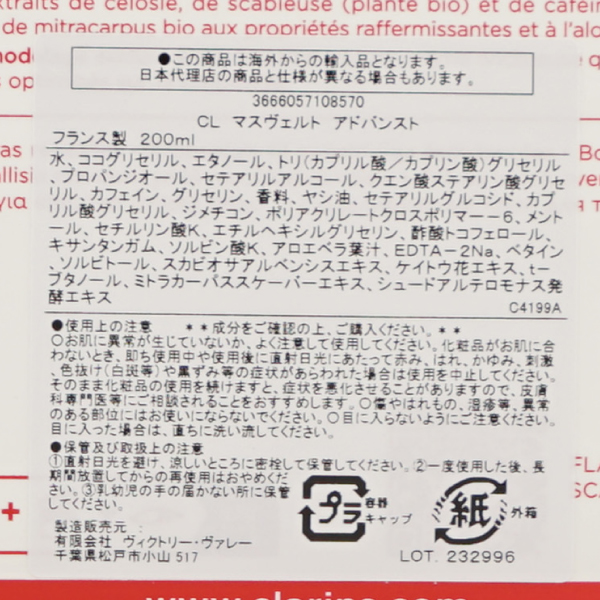 xtraits de célosie, de scabieuse (plante bio) et de caféin
de mitracarpus bio aux propriétés raffermissantes et à l'alo
●この商品は海外からの輸入品となります。
日本代理店の商品と仕様が異なる場合もあります。
3666057108570
CL マスヴェルト アドバンスト
フランス製 200ml
水、ココグリセリル、エタノール、トリ(カプリル酸／カプリン酸)グリセリル
、プロパンジオール、セテアリルアルコール、クエン酸ステアリン酸グリセ
リル、カフェイン、グリセリン、香料、ヤシ油、セテアリルグルコシド、カプ
リル酸グリセリル、ジメチコン、ポリアクリレートクロスポリマー－6、メント
ール、セチルリン酸K、エチルヘキシルグリセリン、酢酸トコフェロール、
キサンタンガム、ソルビン酸K、アロエベラ葉汁、EDTA－2Na、ベタイン
、ソルビトール、スカビオサアルベンシスエキス、ケイトウ花エキス、t－
ブタノール、ミトラカーパススケーバーエキス、シュードアルテロモナス発
酵エキス
C4199A
●使用上の注意 ＊＊成分をご確認の上、ご購入ください。＊＊
○お肌に異常が生じていないか、よく注意して使用してください。化粧品がお肌に合
わないとき、即ち使用中や使用後に直射日光にあたって赤み、はれ、かゆみ、刺激
、色抜け(白斑等)や黒ずみ等の症状があらわれた場合は使用を中止してください。
そのまま化粧品の使用を続けますと、症状を悪化させることがありますので、皮膚
科専門医等にご相談されることをおすすめします。○傷やはれもの、湿疹等、異常
のある部位にはお使いにならないでください。○目に入らないようにご注意ください。
目に入った場合は、直ちに洗い流してください。
●保管及び取扱上の注意
①直射日光を避け、涼しいところに密栓して保管してください。②一度使用した後、長
期間放置してからの再使用はおやめくだ
さい。③乳幼児の手の届かない所に保管
してください。
プラ
容器
キャップ
紙
外箱
製造販売元 :
有限会社 ヴィクトリー・ヴァレー
千葉県松戸市小山 517
LOT. 232996
www.clarins.com